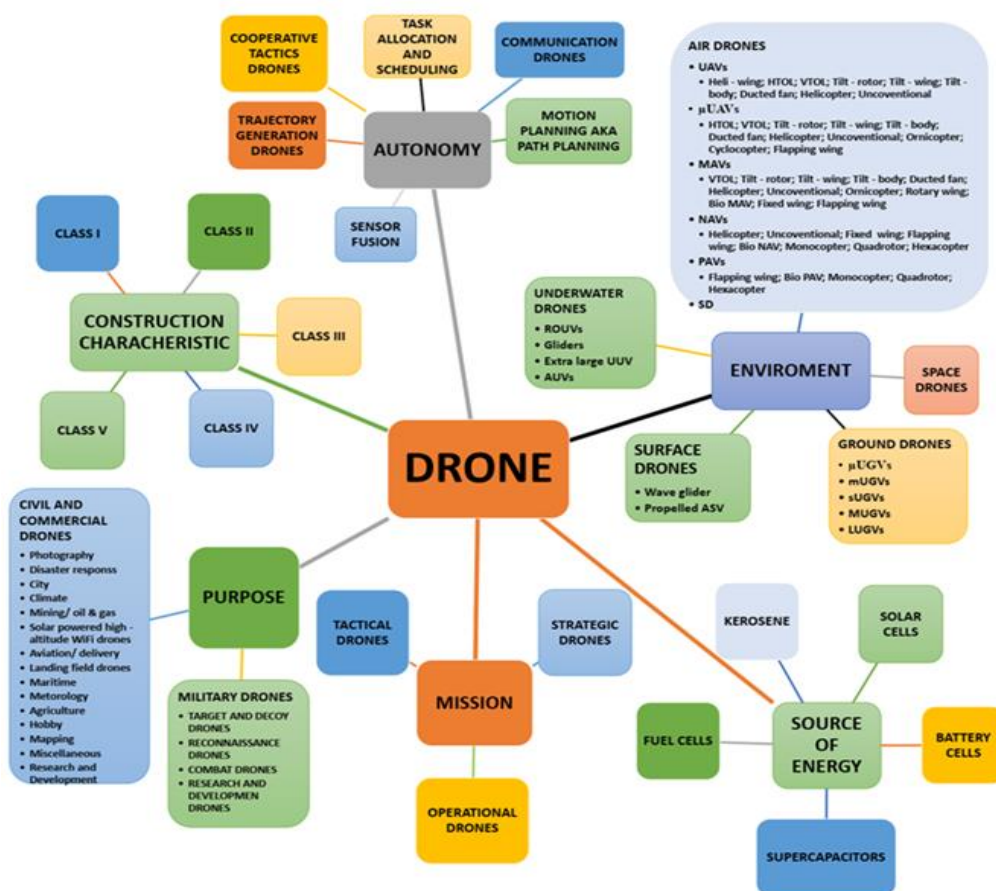 COOPERATIVE
TACTICS
DRONES
TASK
ALLOCATION
AND
SCHEDULING
COMMUNICATION
DRONES
TRAJECTORY
GENERATION
DRONES
AUTONOMY
MOTION
PLANNING AKA
PATH PLANNING
SENSOR
FUSION
AIR DRONES
• UAVs
• Heli - wing; HTOL; VTOL; Tilt - rotor; Tilt - wing; Tilt -
body; Ducted fan; Helicopter; Uncoventional
• µUAVs
• HTOL; VTOL; Tilt - rotor; Tilt - wing; Tilt - body;
Ducted fan; Helicopter; Uncoventional; Ornicopter;
Cyclocopter; Flapping wing
• MAVs
• VTOL; Tilt - rotor; Tilt - wing; Tilt - body; Ducted fan;
Helicopter; Uncoventional; Ornicopter; Rotary wing;
Bio MAV; Fixed wing; Flapping wing
• NAVs
• Helicopter; Uncoventional; Fixed wing; Flapping
wing; Bio NAV; Monocopter; Quadrotor; Hexacopter
• PAVs
• Flapping wing; Bio PAV; Monocopter; Quadrotor;
Hexacopter
• SD
CLASS I
CLASS II
CONSTRUCTION
CHARACHERISTIC
CLASS III
CLASS V
CLASS IV
UNDERWATER
DRONES
• ROUVs
• Gliders
• Extra large UUV
• AUVs
ENVIROMENT
SPACE
DRONES
DRONE
SURFACE
DRONES
• Wave glider
• Propelled ASV
GROUND DRONES
• µUGVs
• mUGVs
• sUGVs
• MUGVs
• LUGVs
CIVIL AND
COMMERCIAL
DRONES
• Photography
• Disaster responss
• City
• Climate
• Mining/ oil & gas
• Solar powered high -
altitude WiFi drones
• Aviation/ delivery
• Landing field drones
• Maritime
• Metorology
• Agriculture
• Hobby
• Mapping
• Miscellaneous
• Research and
Development
PURPOSE
MILITARY DRONES
• TARGET AND DECOY
DRONES
• RECONNAISSANCE
DRONES
• COMBAT DRONES
• RESEARCH AND
DEVELOPMEN
DRONES
TACTICAL
DRONES
STRATEGIC
DRONES
MISSION
OPERATIONAL
DRONES
KEROSENE
SOLAR
CELLS
FUEL CELLS
SOURCE
OF
ENERGY
BATTERY
CELLS
SUPERCAPACITORS